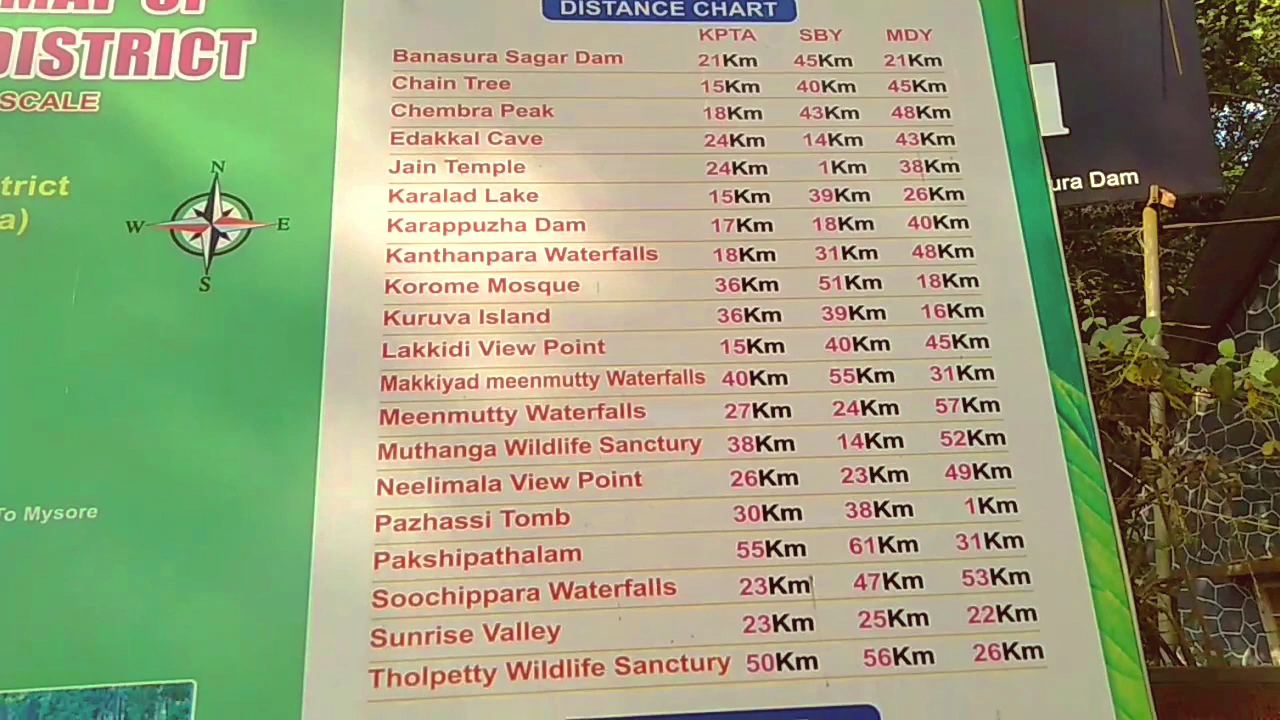 DISTRICT
SCALE
trict
a)
N
W E
S
To Mysore
DISTANCE CHART
KPTA SBY MDY
Banasura Sagar Dam 21Km 45Km 21Km
Chain Tree 15Km 40Km 45Km
Chembra Peak 18Km 43Km 48Km
Edakkal Cave 24Km 14Km 43Km
Jain Temple 24Km 1Km 38Km
Karalad Lake 15Km 39Km 26Km
Karappuzha Dam 17Km 18Km 40Km
Kanthanpara Waterfalls 18Km 31Km 48Km
Korome Mosque 36Km 51Km 18Km
Kuruva Island 36Km 39Km 16Km
Lakkidi View Point 15Km 40Km 45Km
Makkiyad meenmutty Waterfalls 40Km 55Km 31Km
Meenmutty Waterfalls 27Km 24Km 57Km
Muthanga Wildlife Sanctury 38Km 14Km 52Km
Neelimala View Point 26Km 23Km 49Km
Pazhassi Tomb 30Km 38Km 1Km
Pakshipathalam 55Km 61Km 31Km
Soochippara Waterfalls 23Km 47Km 53Km
Sunrise Valley 23Km 25Km 22Km
Tholpetty Wildlife Sanctury 50Km 56Km 26Km
ura Dam